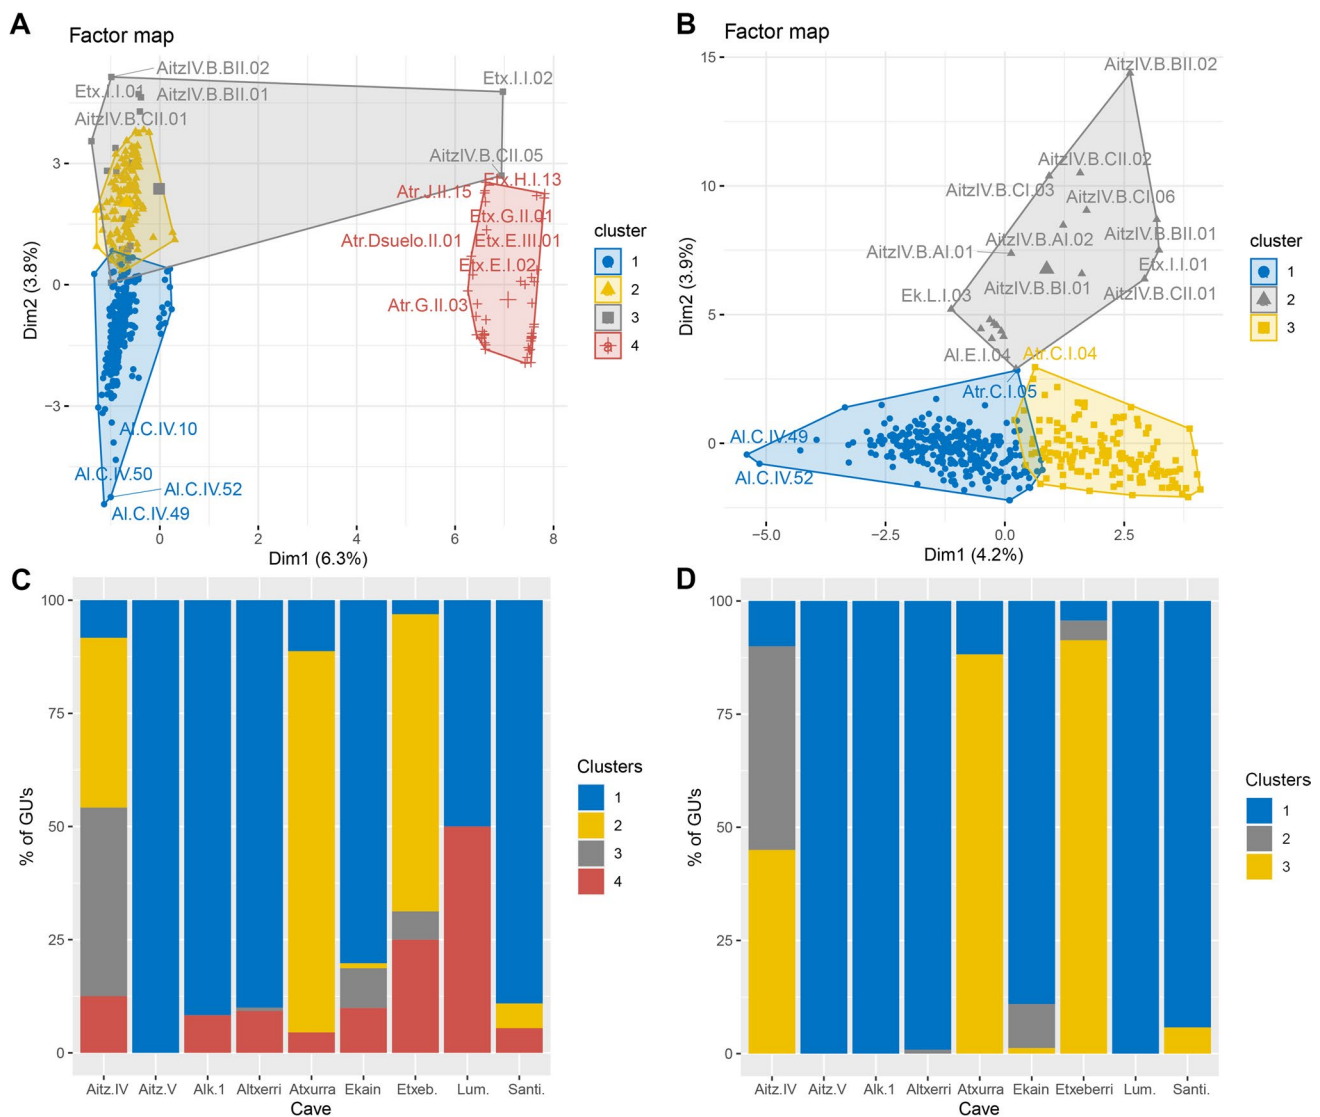 A
Factor map
AitzIV.B.BII.02
Etx.I.I.02
Etx.I.I.01
AitzIV.B.BII.01
AitzIV.B.CII.01
AitzIV.B.CII.05
Etx.H.I.13
Atr.J.II.15
Etx.G.II.01
Atr.Dsuelo.II.01
Etx.E.III.01
Etx.E.I.02
Atr.G.II.03
Al.C.IV.10
Al.C.IV.50
Al.C.IV.52
Al.C.IV.49
3
0
−3
Dim2 (3.8%)
0
2
4
6
8
Dim1 (6.3%)
cluster
1
2
3
4
B
Factor map
AitzIV.B.BII.02
AitzIV.B.CII.02
AitzIV.B.CI.03
AitzIV.B.CI.06
AitzIV.B.AI.02
AitzIV.B.BII.01
AitzIV.B.AI.01
Etx.I.I.01
AitzIV.B.BI.01
AitzIV.B.CII.01
Ek.L.I.03
Al.E.I.04
Atr.C.I.04
Atr.C.I.05
Al.C.IV.49
Al.C.IV.52
15
10
5
0
Dim2 (3.9%)
−5.0
−2.5
0.0
2.5
Dim1 (4.2%)
cluster
1
2
3
C
100
75
50
25
0
% of GU's
Aitz.IV
Aitz.V
Alk.1
Altxerri
Atxurra
Ekain
Etxeb.
Lum.
Santi.
Cave
Clusters
1
2
3
4
D
100
75
50
25
0
% of GU's
Aitz.IV
Aitz.V
Alk.1
Altxerri
Atxurra
Ekain
Etxeberri
Lum.
Santi.
Cave
Clusters
1
2
3